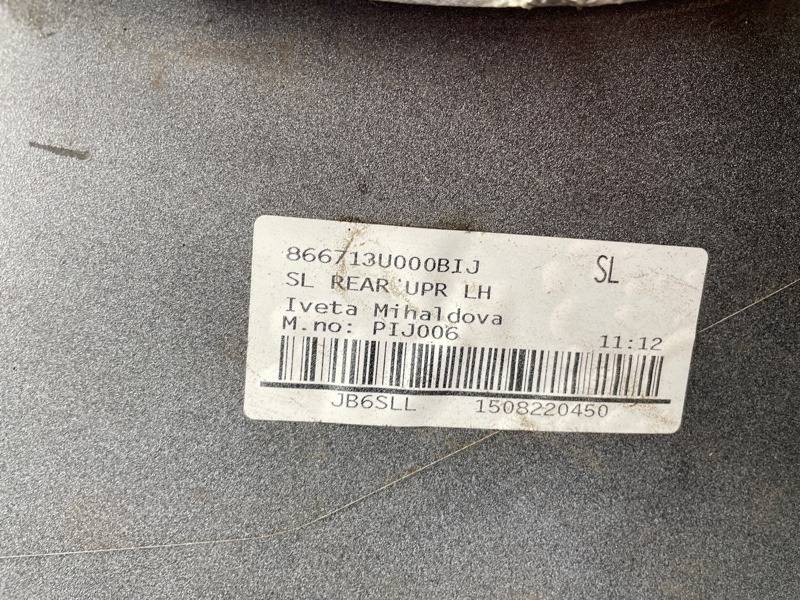 866713U000BIJ SL
SL REAR UPR LH
Iveta Mihaldova
M.no: PIJ006 11:12
JB6SLL 1508220450